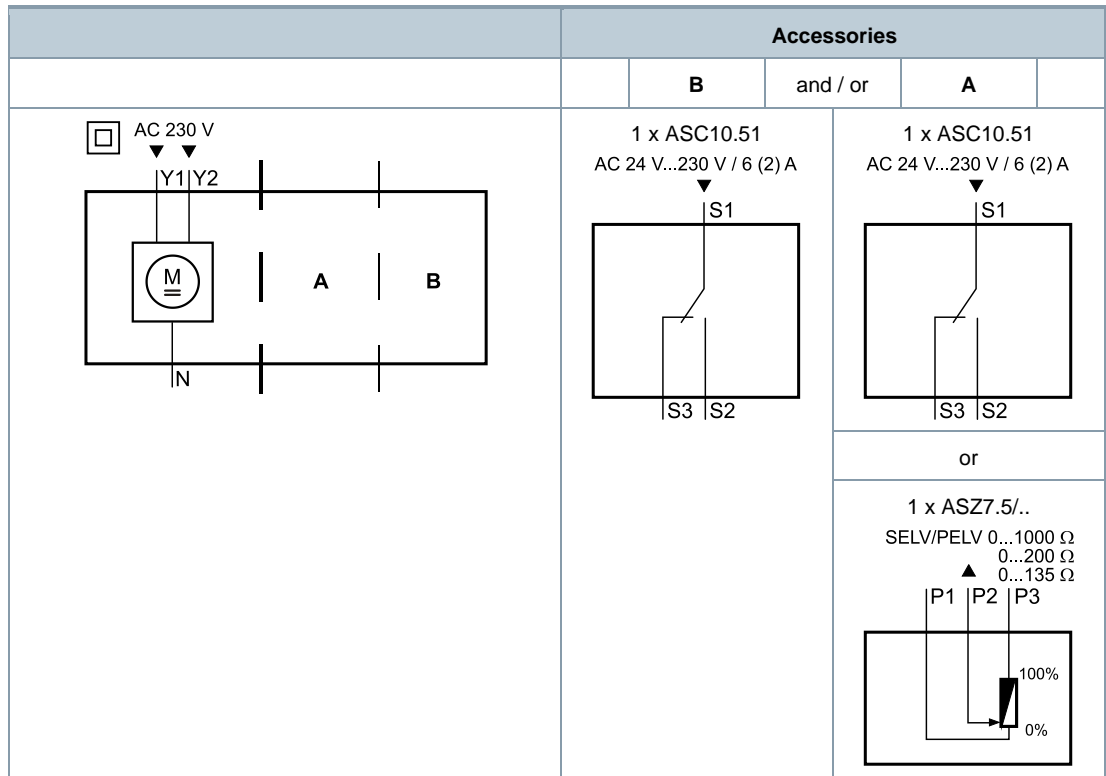 Accessories
B and / or A
AC 230 V
Y1 Y2
M
A B
N
1 x ASC10.51
AC 24 V...230 V / 6 (2) A
S1
S3 S2
1 x ASC10.51
AC 24 V...230 V / 6 (2) A
S1
S3 S2
or
1 x ASZ7.5/..
SELV/PELV 0...1000 Ω
0...200 Ω
0...135 Ω
P1 P2 P3
100%
0%